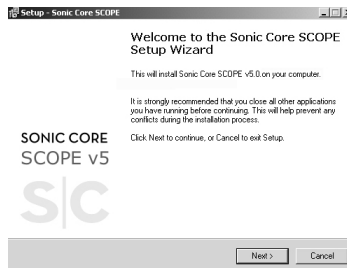 Setup - Sonic Core SCOPE
Welcome to the Sonic Core SCOPE
Setup Wizard
This will install Sonic Core SCOPE v5.0.on your computer.
It is strongly recommended that you close all other applications
you have running before continuing. This will help prevent any
conflicts during the installation process.
Click Next to continue, or Cancel to exit Setup.
SONIC CORE
SCOPE v5
S|C
Next >
Cancel